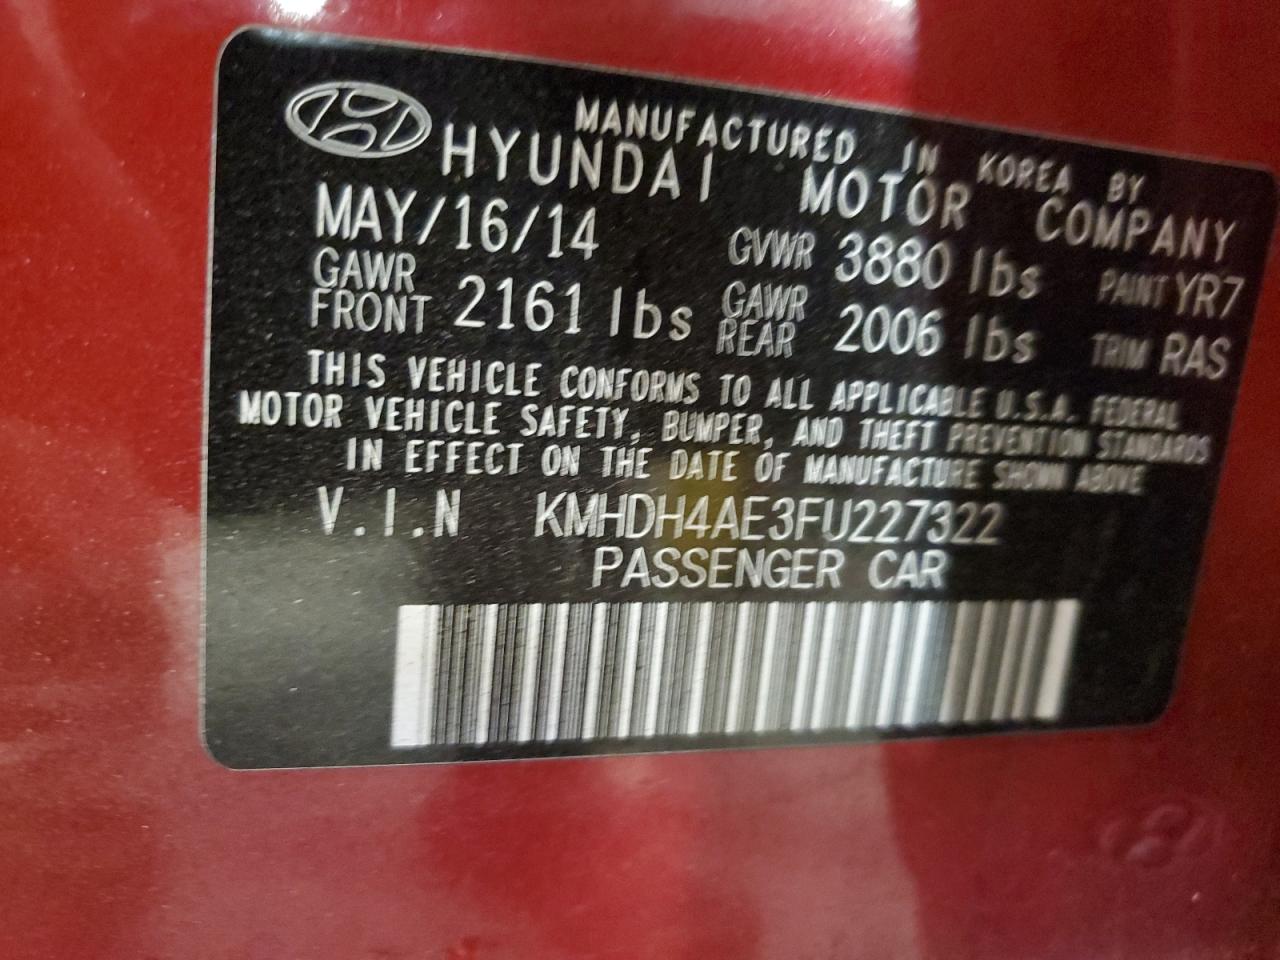 MANUFACTURED IN KOREA BY
HYUNDAI MOTOR COMPANY
MAY/16/14 GVWR 3880 lbs PAINT YR7
GAWR FRONT 2161 lbs GAWR REAR 2006 lbs TRIM RAS
THIS VEHICLE CONFORMS TO ALL APPLICABLE U.S.A. FEDERAL
MOTOR VEHICLE SAFETY, BUMPER, AND THEFT PREVENTION STANDARDS
IN EFFECT ON THE DATE OF MANUFACTURE SHOWN ABOVE
V.I.N KMHDH4AE3FU227322
PASSENGER CAR